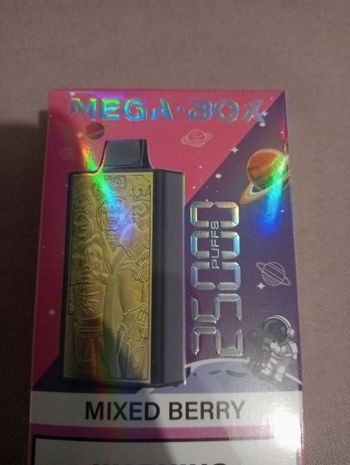 MEGA·BOX
25000
PUFFS
MIXED BERRY